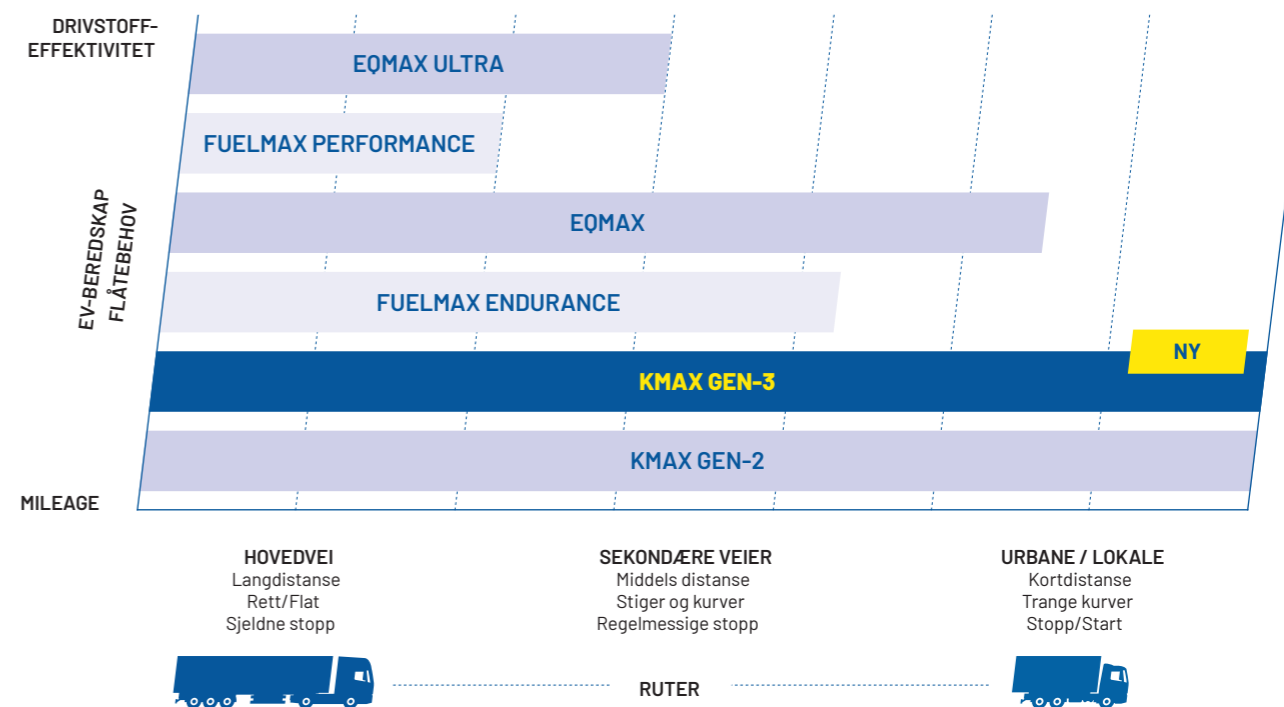 DRIVSTOFF-
EFFEKTIVITET
EQMAX ULTRA
FUELMAX PERFORMANCE
EV-BEREDSKAP
FLÅTEBEHOV
EQMAX
FUELMAX ENDURANCE
NY
KMAX GEN-3
KMAX GEN-2
MILEAGE
HOVEDVEI
Langdistanse
Rett/Flat
Sjeldne stopp
SEKONDÆRE VEIER
Middels distanse
Stiger og kurver
Regelmessige stopp
URBANE / LOKALE
Kortdistanse
Trange kurver
Stopp/Start
RUTER